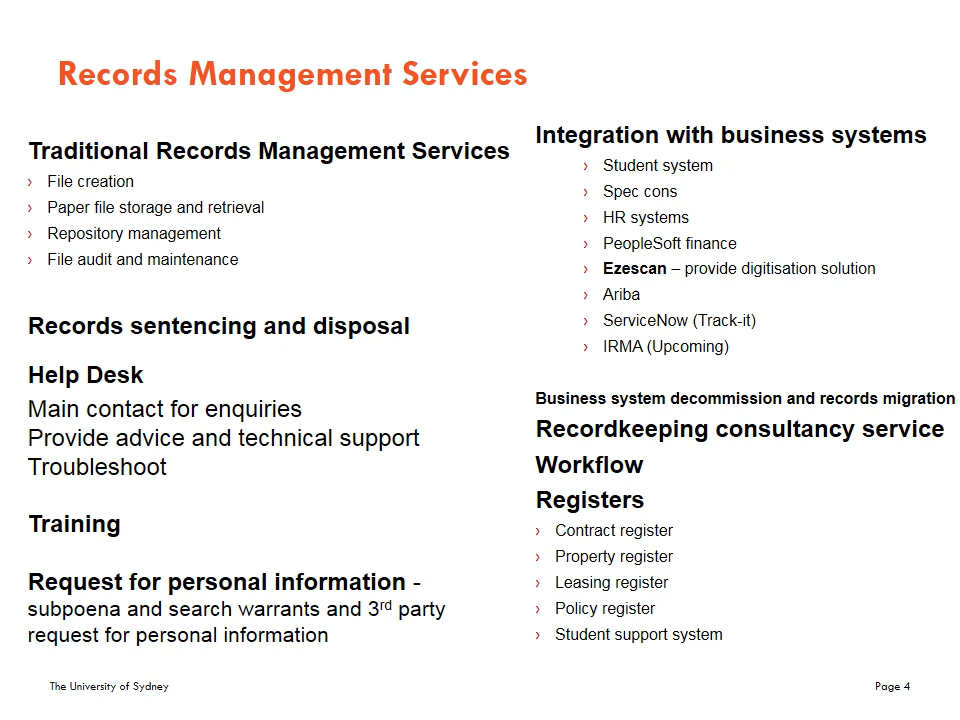 Records Management Services
Traditional Records Management Services
› File creation
› Paper file storage and retrieval
› Repository management
› File audit and maintenance
Records sentencing and disposal
Help Desk
Main contact for enquiries
Provide advice and technical support
Troubleshoot
Training
Request for personal information -
subpoena and search warrants and 3rd party
request for personal information
Integration with business systems
› Student system
› Spec cons
› HR systems
› PeopleSoft finance
› Ezescan – provide digitisation solution
› Ariba
› ServiceNow (Track-it)
› IRMA (Upcoming)
Business system decommission and records migration
Recordkeeping consultancy service
Workflow
Registers
› Contract register
› Property register
› Leasing register
› Policy register
› Student support system
The University of Sydney
Page 4